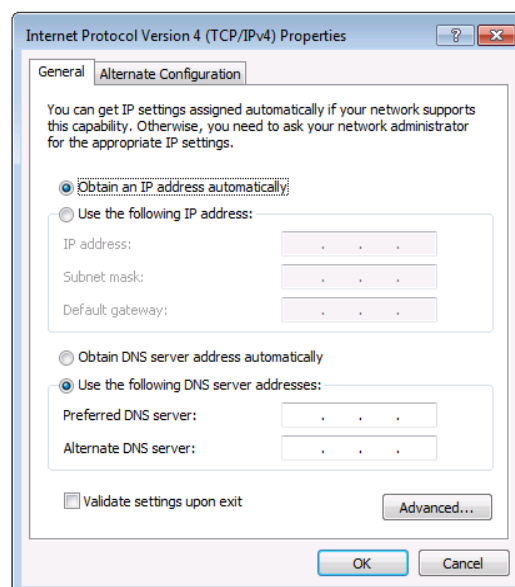 Internet Protocol Version 4 (TCP/IPv4) Properties
General
Alternate Configuration
You can get IP settings assigned automatically if your network supports
this capability. Otherwise, you need to ask your network administrator
for the appropriate IP settings.
Obtain an IP address automatically
Use the following IP address:
IP address:
Subnet mask:
Default gateway:
Obtain DNS server address automatically
Use the following DNS server addresses:
Preferred DNS server:
Alternate DNS server:
Validate settings upon exit
Advanced...
OK
Cancel